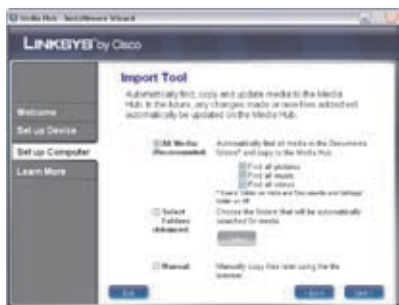 Media Hub - Installation Wizard
LINKSYS by Cisco
Import Tool
Automatically find, copy and update media to the Media
Hub. In the future, any changes made or new files added will
automatically be updated on the Media Hub.
Welcome
Set up Device
Set up Computer
Learn More
All Media
(Recommended)
Automatically find all media in the Documents
folders* and copy to the Media Hub
Find all pictures
Find all music
Find all videos
Select
Folders
(Advanced)
Choose the folders that will be automatically
searched for media
Manual
Manually copy files later using the file
browser
Exit
Back
Next